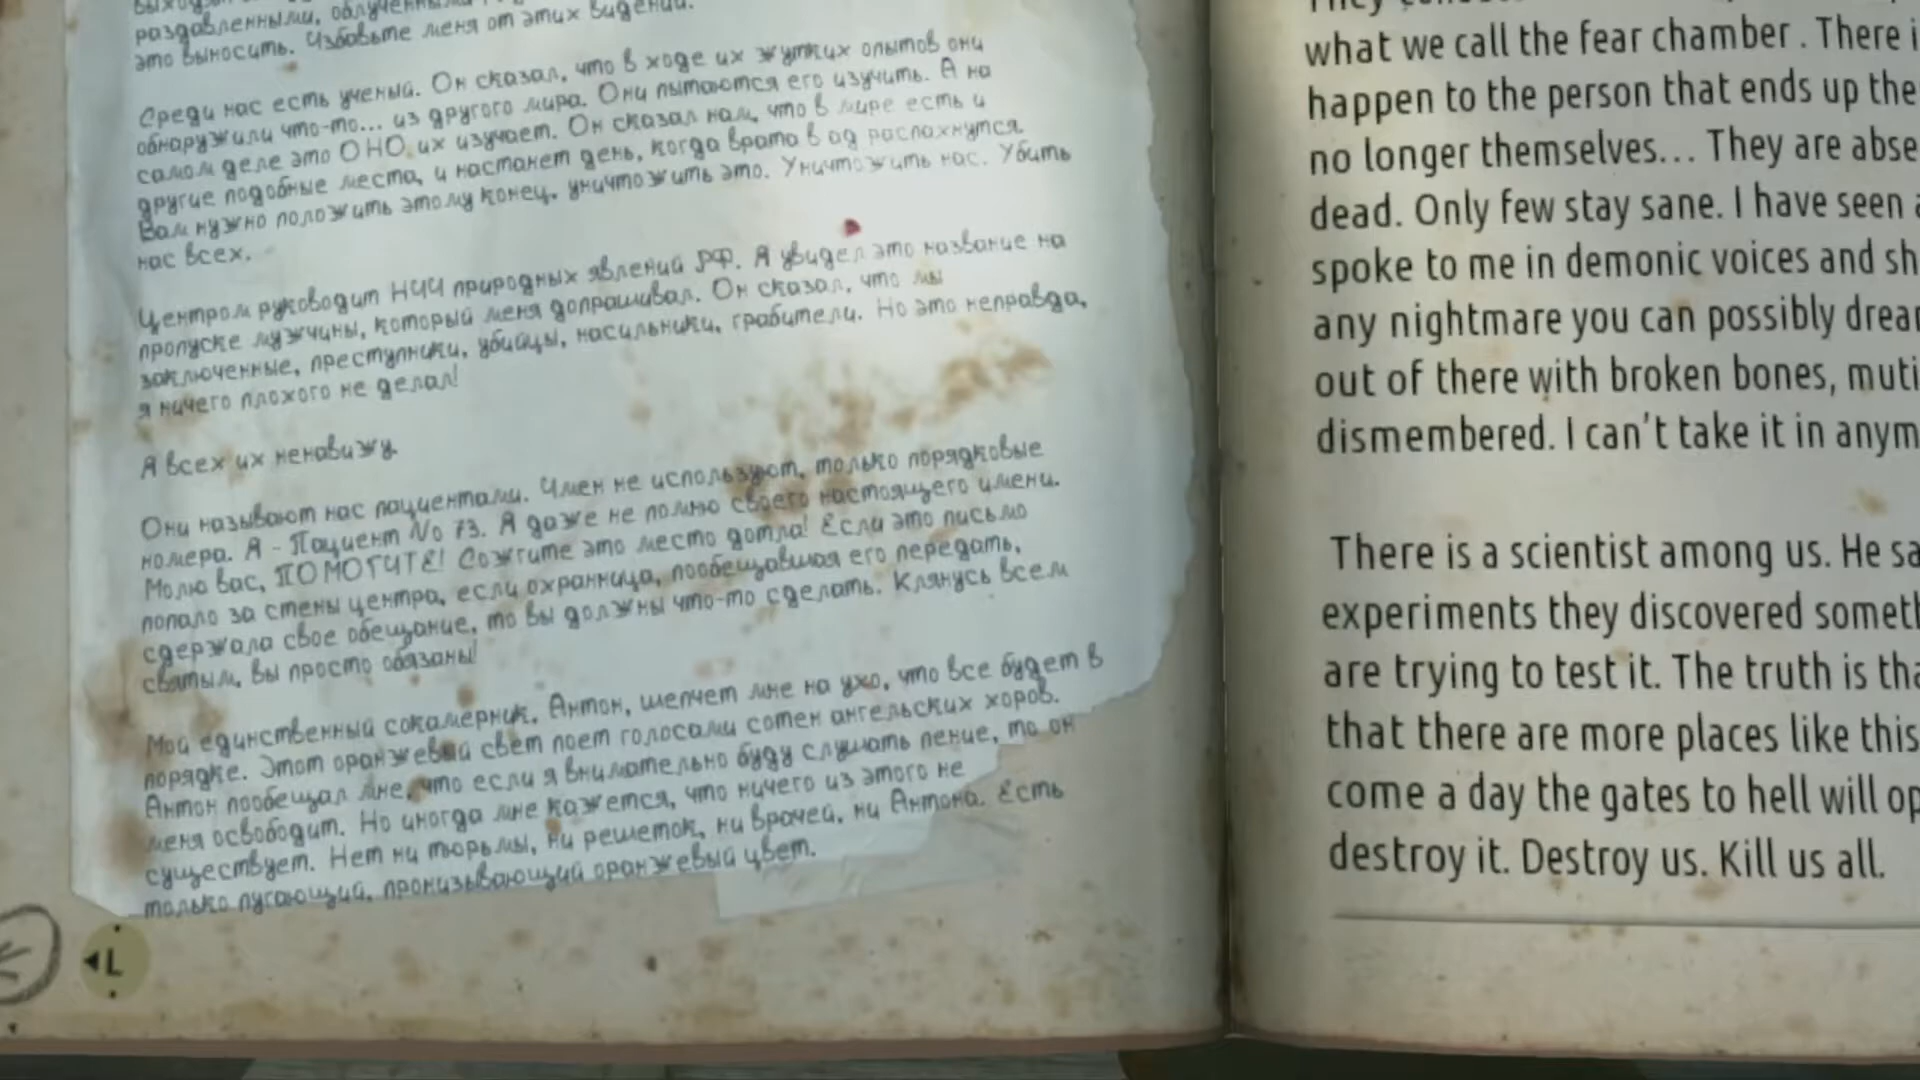 раздавленными, облученными
это выносить. Избавьте меня от этих видений.
Среди нас есть ученый. Он сказал, что в ходе их жутких опытов они
обнаружили что-то... из другого мира. Они пытаются его изучить. А на
самом деле это ОНО их изучает. Он сказал нам, что в мире есть и
другие подобные места, и настанет день, когда врата в ад распахнутся.
Вам нужно положить этому конец, уничтожить это. Уничтожить нас. Убить
нас всех.
Центром руководит НИИ природных явлений РФ. Я увидел это название на
пропуске мужчины, который меня допрашивал. Он сказал, что мы
заключенные, преступники, убийцы, насильники, грабители. Но это неправда,
я ничего плохого не делал!
Я всех их ненавижу.
Они называют нас пациентами. Имен не используют, только порядковые
номера. Я - Пациент No 73. Я даже не помню своего настоящего имени.
Молю вас, ПОМОГИТЕ! Сожгите это место дотла! Если это письмо
попало за стены центра, если охранница, пообещавшая его передать,
сдержала свое обещание, то вы должны что-то сделать. Клянусь всем
святым, вы просто обязаны!
Мой единственный сокамерник, Антон, шепчет мне на ухо, что все будет в
порядке. Этот оранжевый свет поет голосами сотен ангельских хоров.
Антон пообещал мне, что если я внимательно буду слушать пение, то он
меня освободит. Но иногда мне кажется, что ничего из этого не
существует. Нет ни тюрьмы, ни решеток, ни врачей, ни Антона. Есть
только пугающий, пронизывающий оранжевый цвет.
L
They
what we call the fear chamber . There i
happen to the person that ends up the
no longer themselves... They are abse
dead. Only few stay sane. I have seen a
spoke to me in demonic voices and sh
any nightmare you can possibly drea
out of there with broken bones, muti
dismembered. I can't take it in anym
There is a scientist among us. He sa
experiments they discovered somet
are trying to test it. The truth is tha
that there are more places like this
come a day the gates to hell will op
destroy it. Destroy us. Kill us all.